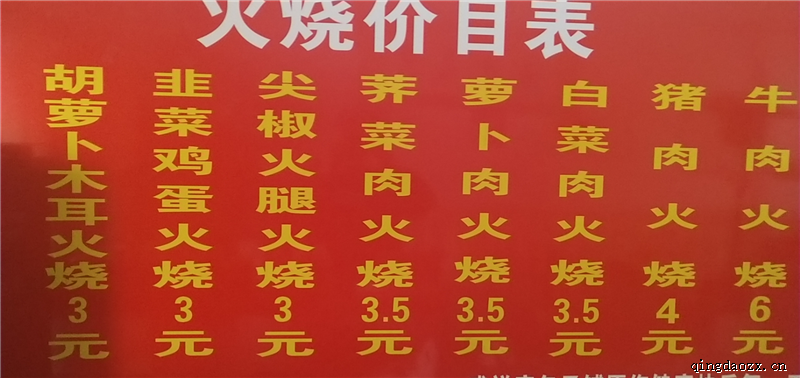 火烧价目表
胡萝卜木耳火烧3元
韭菜鸡蛋火烧3元
尖椒火腿火烧3元
荠菜肉火烧3.5元
萝卜肉火烧3.5元
白菜肉火烧3.5元
猪肉火烧4元
牛肉火烧6元
qingdaozz.cn